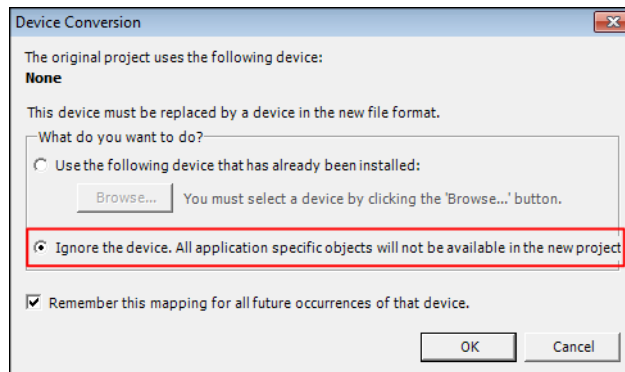 Device Conversion
The original project uses the following device:
None
This device must be replaced by a device in the new file format.
What do you want to do?
Use the following device that has already been installed:
Browse... You must select a device by clicking the 'Browse...' button.
Ignore the device. All application specific objects will not be available in the new project
Remember this mapping for all future occurrences of that device.
OK Cancel